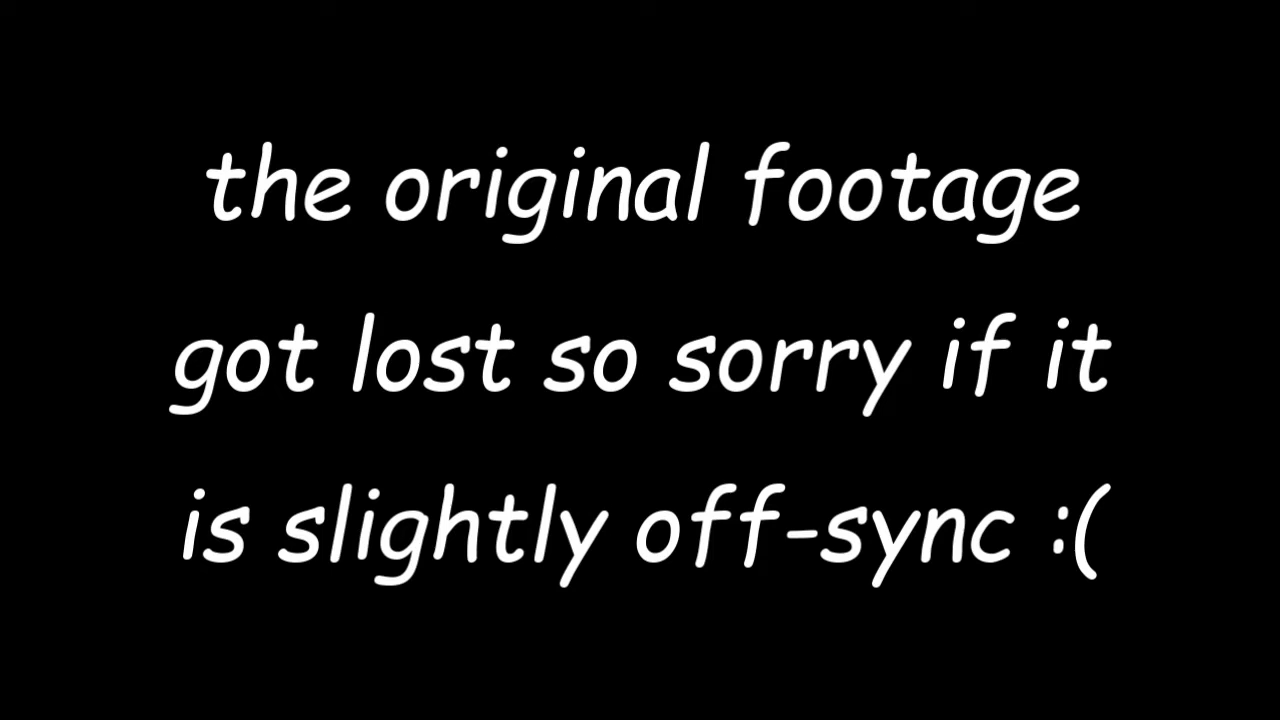 the original footage
got lost so sorry if it
is slightly off-sync :(